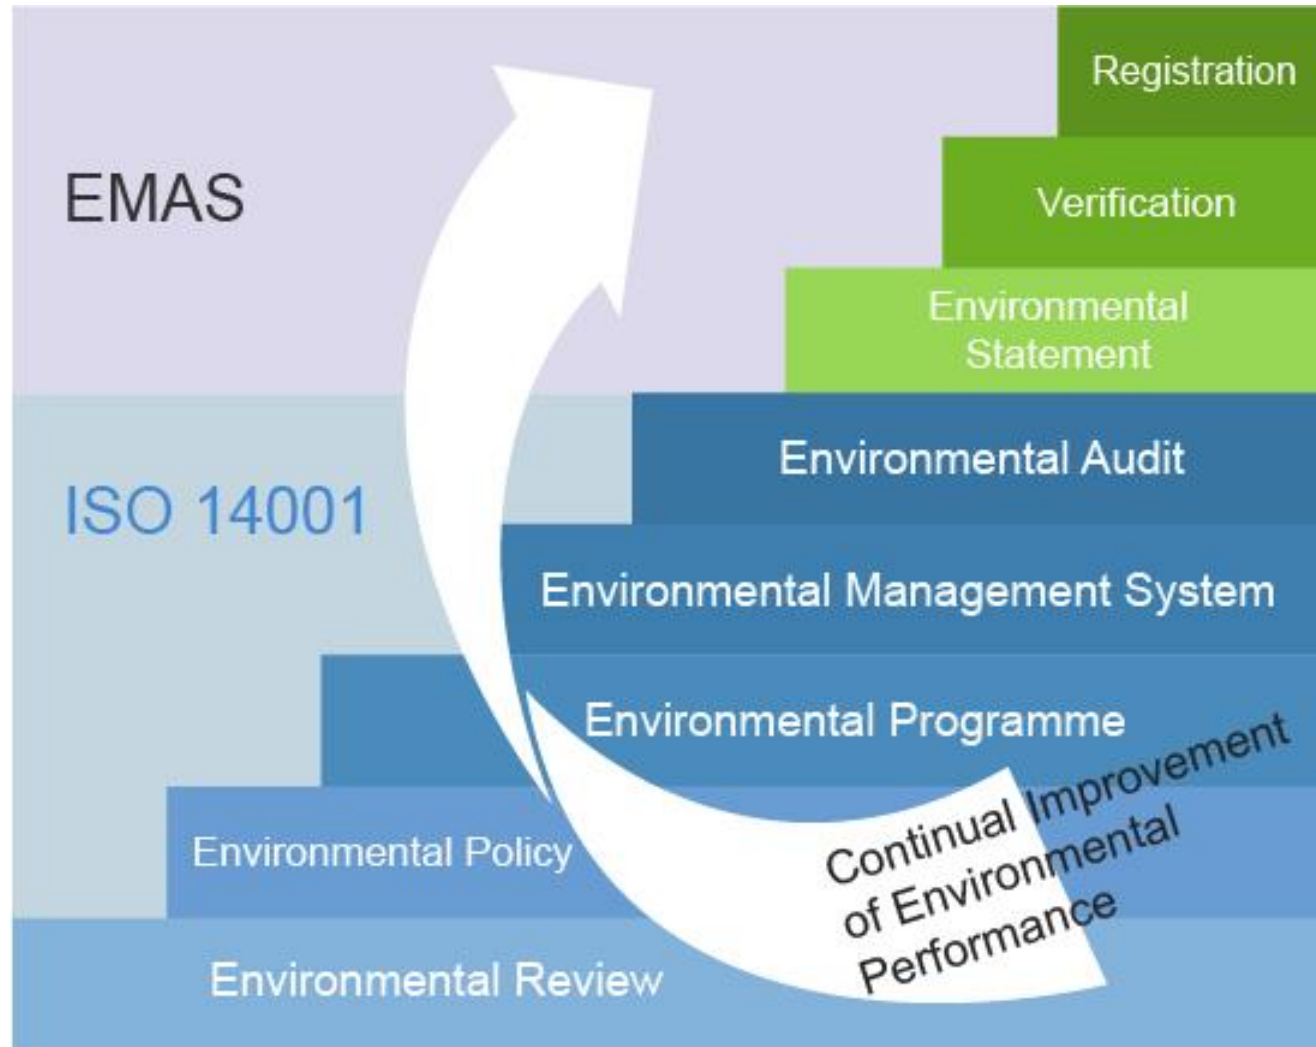 Registration
EMAS
Verification
Environmental
Statement
Environmental Audit
ISO 14001
Environmental Management System
Environmental Programme
Continual Improvement
of Environmental
Performance
Environmental Policy
Environmental Review